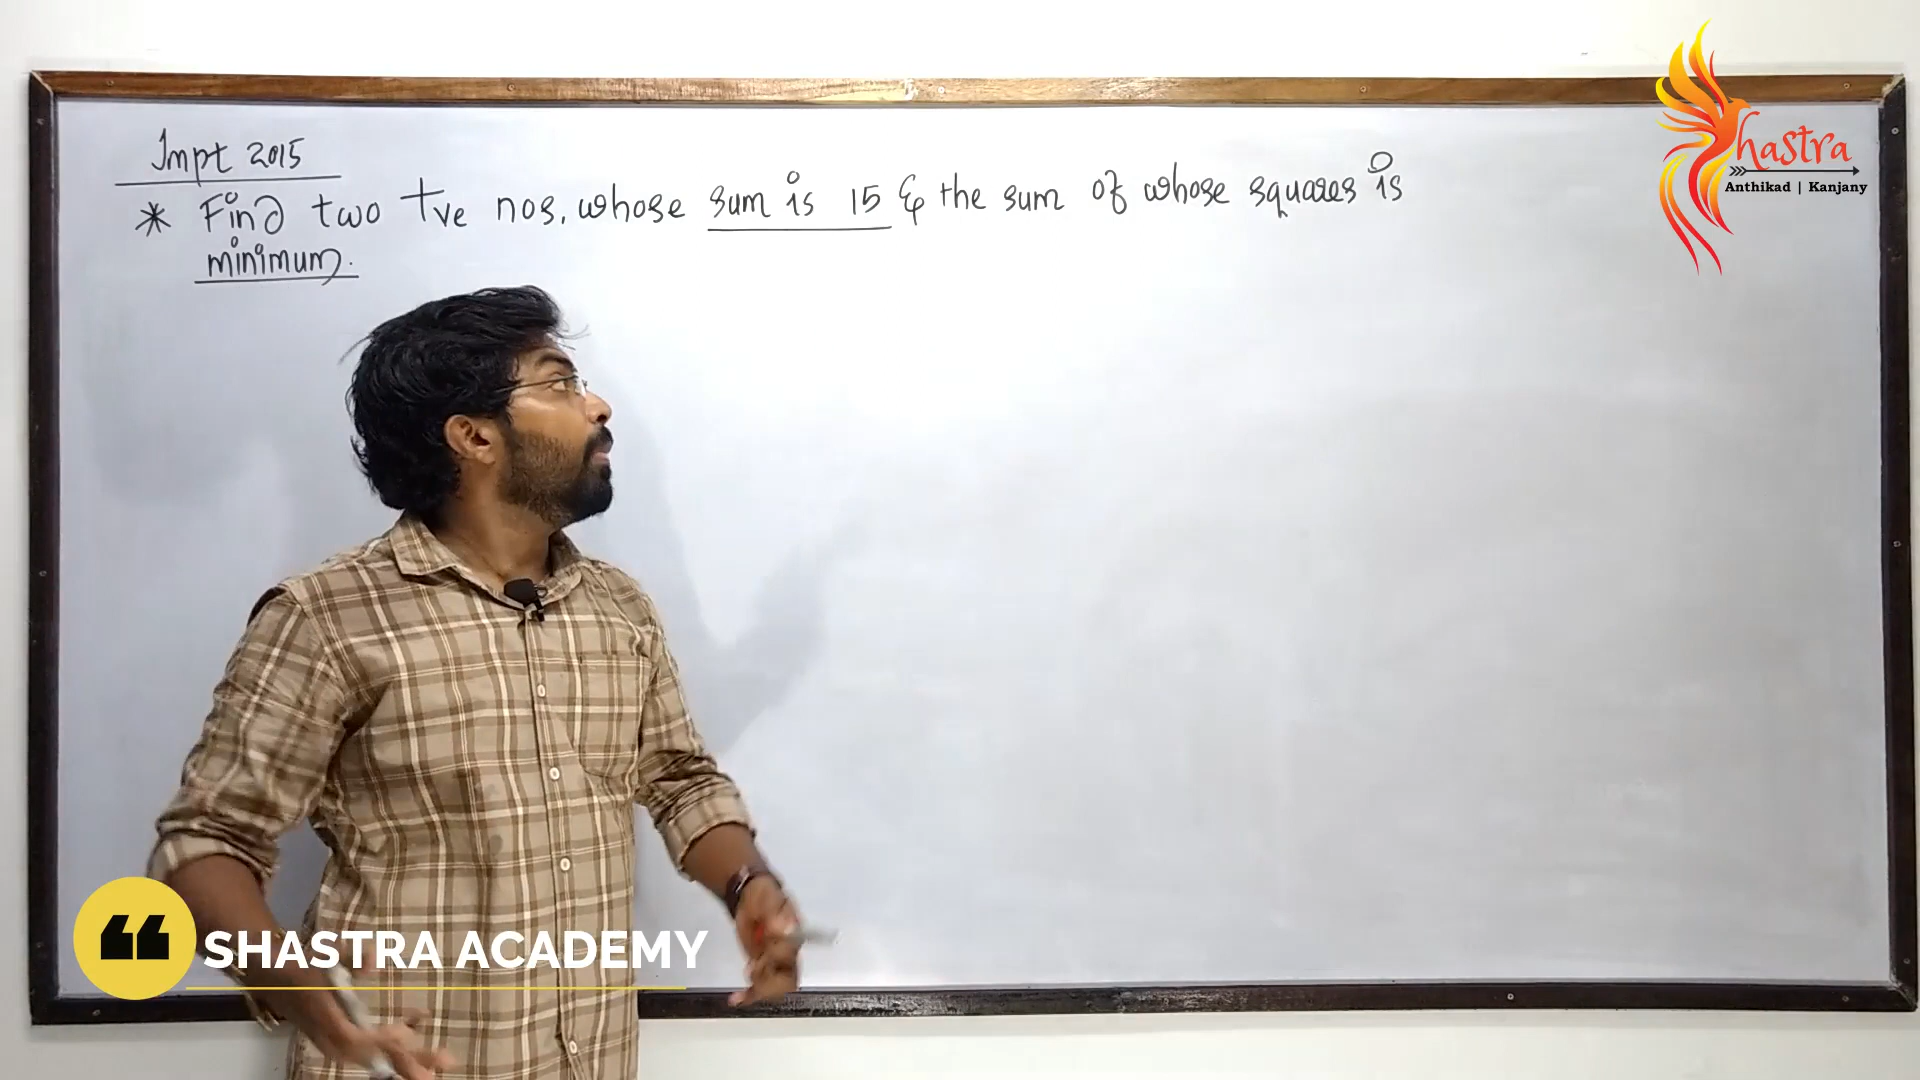 Impt 2015
* Find two +ve nos. whose sum is 15 & the sum of whose squares is
minimum.
Shastra
Anthikad | Kanjany
SHASTRA ACADEMY